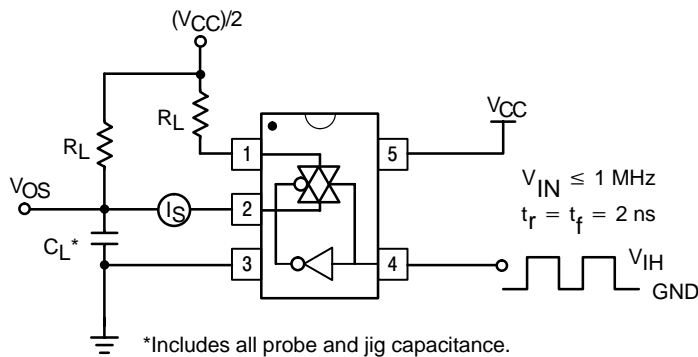 (VCC)/2
RL
RL
VCC
1
5
VIN ≤ 1 MHz
tr = tf = 2 ns
VOS
IS
2
CL*
3
4
VIH
GND
*Includes all probe and jig capacitance.